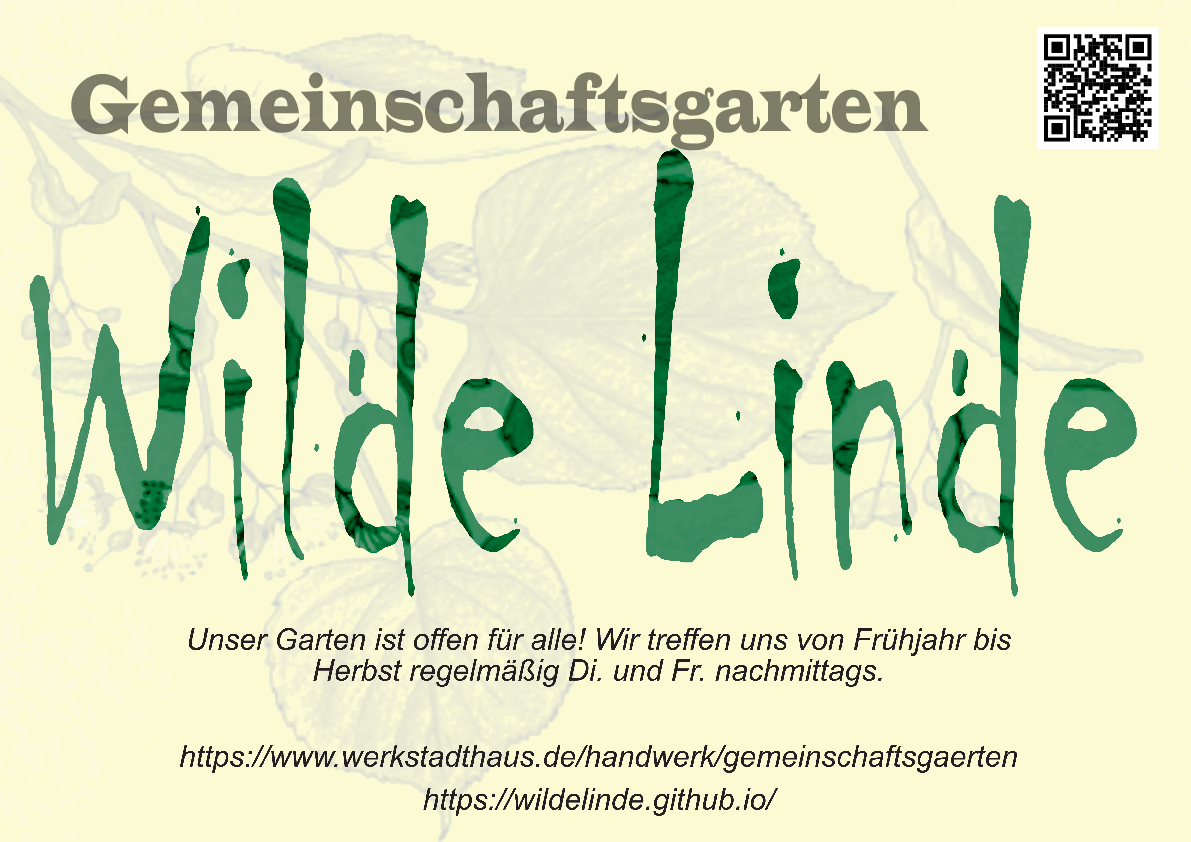 Gemeinschaftsgarten
Wilde Linde
Unser Garten ist offen für alle! Wir treffen uns von Frühjahr bis
Herbst regelmäßig Di. und Fr. nachmittags.
https://www.werkstadthaus.de/handwerk/gemeinschaftsgaerten
https://wildelinde.github.io/